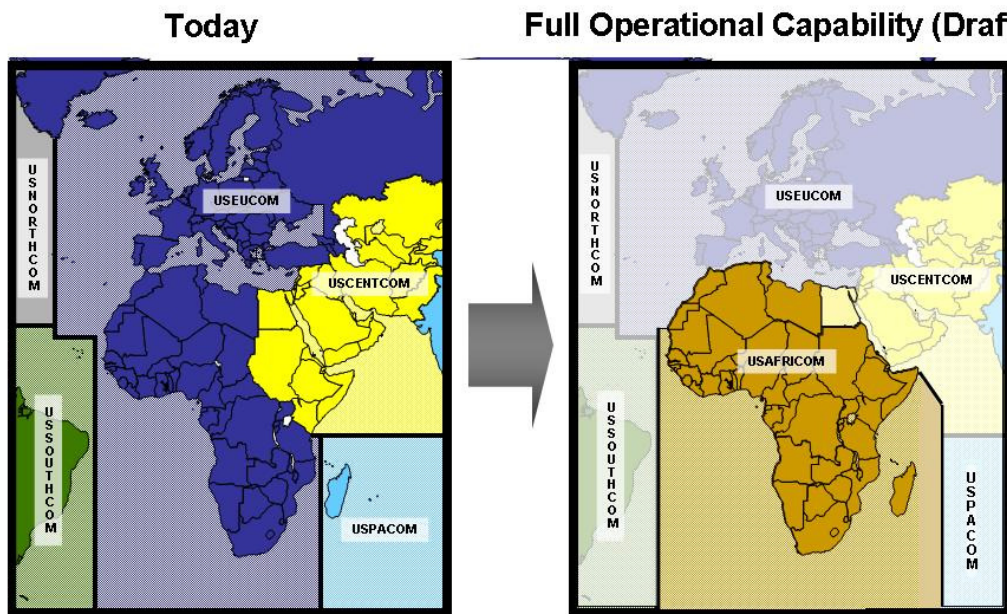 Today
Full Operational Capability (Draf
USNORTHCOM
USEUCOM
USCENTCOM
USSOUTHCOM
USPACOM
USNORTHCOM
USEUCOM
USCENTCOM
USAFRICOM
USSOUTHCOM
USPACOM